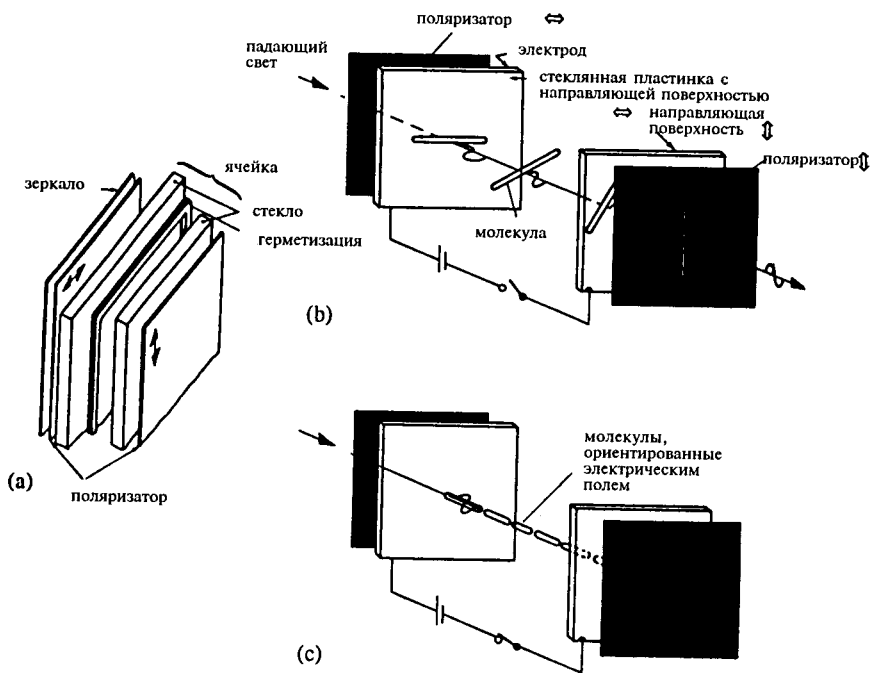 поляризатор
электрод
падающий
свет
стеклянная пластинка с
направляющей поверхностью
направляющая
поверхность
поляризатор
ячейка
зеркало
стекло
герметизация
молекула
(b)
поляризатор
(a)
молекулы,
ориентированные
электрическим
полем
(c)